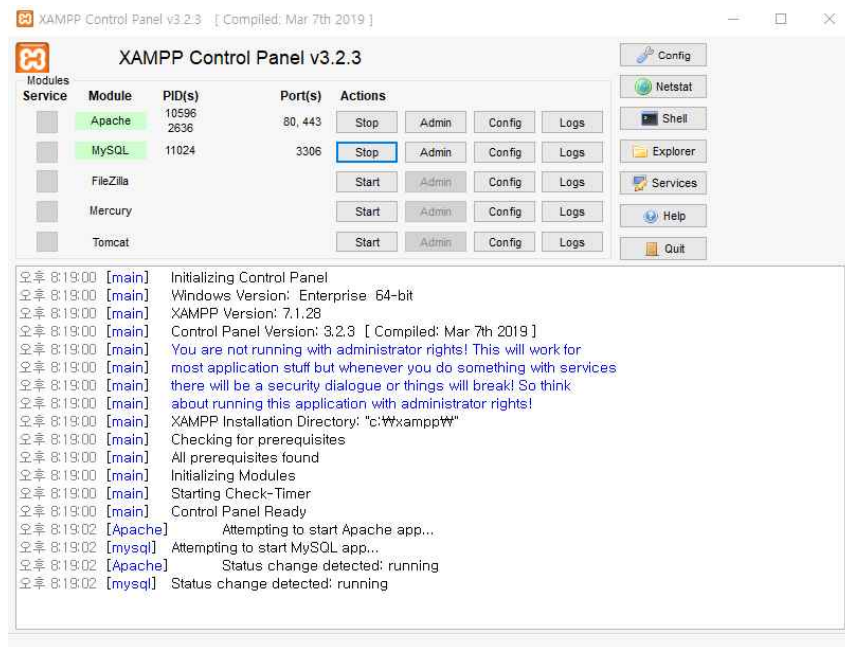 XAMPP Control Panel v3.2.3 [ Compiled: Mar 7th 2019 ]
XAMPP Control Panel v3.2.3
Config
Modules
Service Module PID(s) Port(s) Actions
Netstat
Apache 10596 2636 80, 443 Stop Admin Config Logs
Shell
MySQL 11024 3306 Stop Admin Config Logs
Explorer
FileZilla Start Admin Config Logs
Services
Mercury Start Admin Config Logs
Help
Tomcat Start Admin Config Logs
Quit
오후 8:19:00 [main] Initializing Control Panel
오후 8:19:00 [main] Windows Version: Enterprise 64-bit
오후 8:19:00 [main] XAMPP Version: 7.1.28
오후 8:19:00 [main] Control Panel Version: 3.2.3 [ Compiled: Mar 7th 2019 ]
오후 8:19:00 [main] You are not running with administrator rights! This will work for
오후 8:19:00 [main] most application stuff but whenever you do something with services
오후 8:19:00 [main] there will be a security dialogue or things will break! So think
오후 8:19:00 [main] about running this application with administrator rights!
오후 8:19:00 [main] XAMPP Installation Directory: "c:₩xampp₩"
오후 8:19:00 [main] Checking for prerequisites
오후 8:19:00 [main] All prerequisites found
오후 8:19:00 [main] Initializing Modules
오후 8:19:00 [main] Starting Check-Timer
오후 8:19:00 [main] Control Panel Ready
오후 8:19:02 [Apache] Attempting to start Apache app...
오후 8:19:02 [mysql] Attempting to start MySQL app...
오후 8:19:02 [Apache] Status change detected: running
오후 8:19:02 [mysql] Status change detected: running